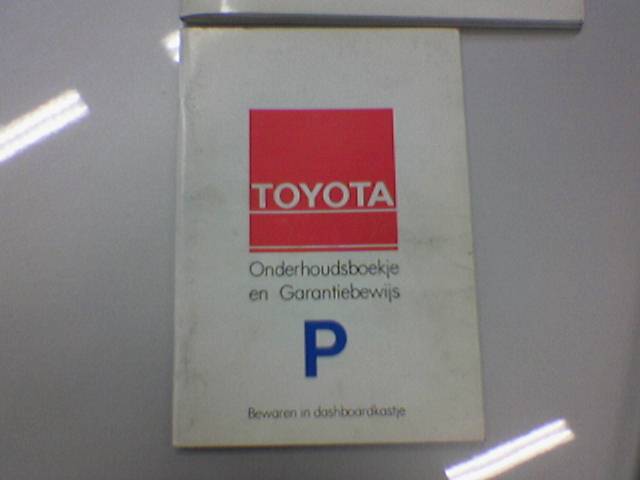 TOYOTA
Onderhoudsboekje
en Garantiebewijs
P
Bewaren in dashboardkastje